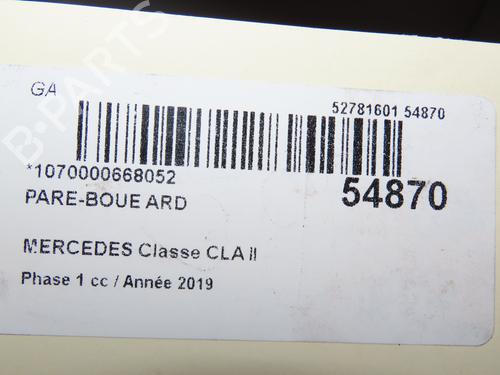 B-PARTS
GA
52781601 54870
*1070000668052
54870
PARE-BOUE ARD
MERCEDES Classe CLA II
Phase 1 cc / Année 2019